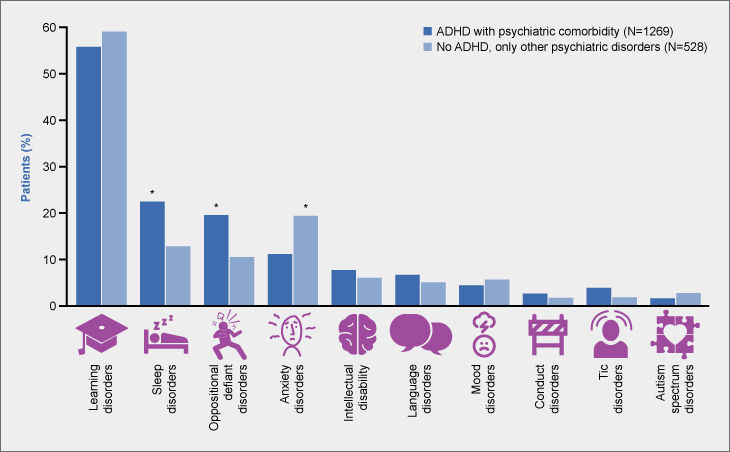 60
50
40
30
20
10
0
Patients (%)
ADHD with psychiatric comorbidity (N=1269)
No ADHD, only other psychiatric disorders (N=528)
*
*
*
z z z z
Learning
disorders
Sleep
disorders
Oppositional
defiant
disorders
Anxiety
disorders
Intellectual
disability
Language
disorders
Mood
disorders
Conduct
disorders
Tic
disorders
Autism
spectrum
disorders